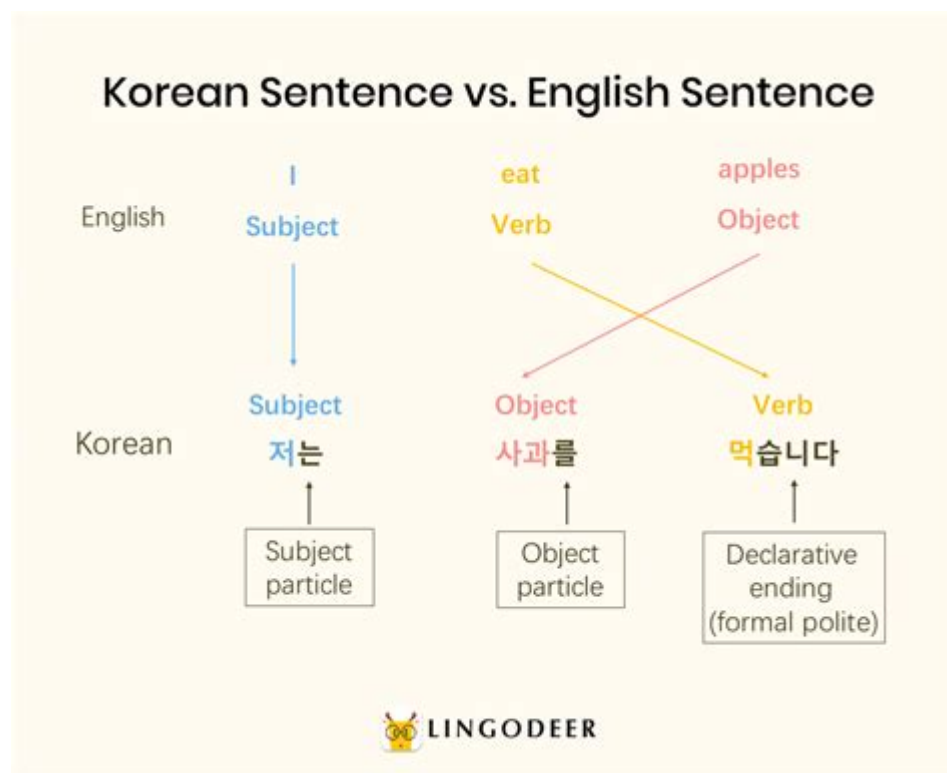 Korean Sentence vs. English Sentence
I eat apples
English
Subject Verb Object
Subject Object Verb
Korean
저는 사과를 먹습니다
Subject
particle
Object
particle
Declarative
ending
(formal polite)
LINGODEER